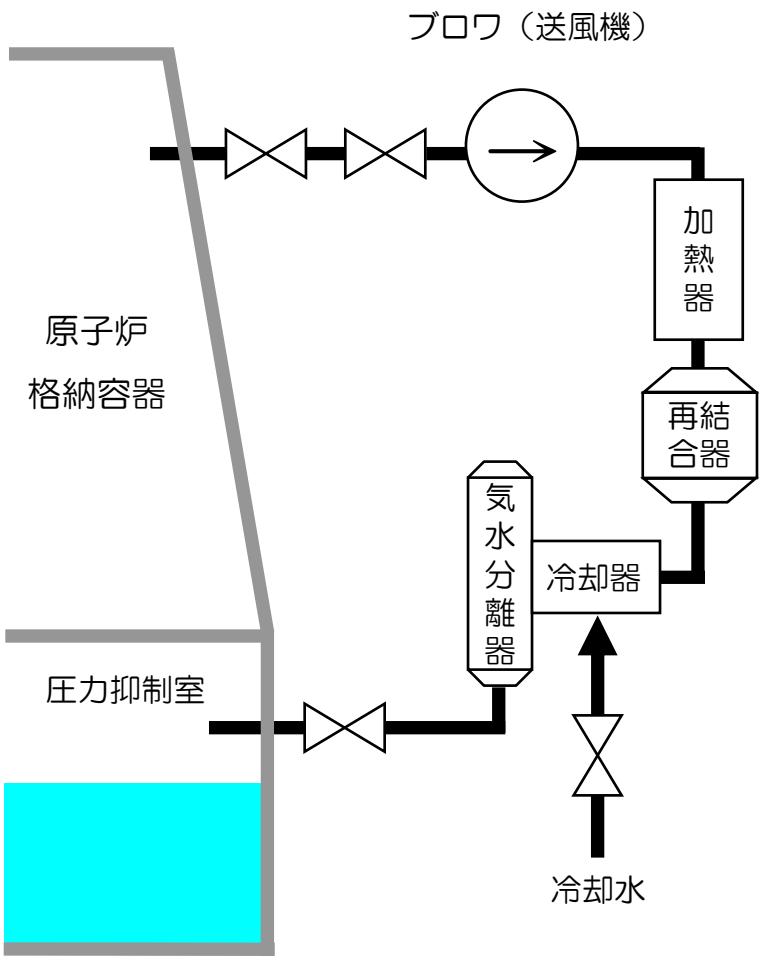 ブロワ（送風機）
加熱器
原子炉
格納容器
再結
合器
気水分離器
冷却器
圧力抑制室
冷却水